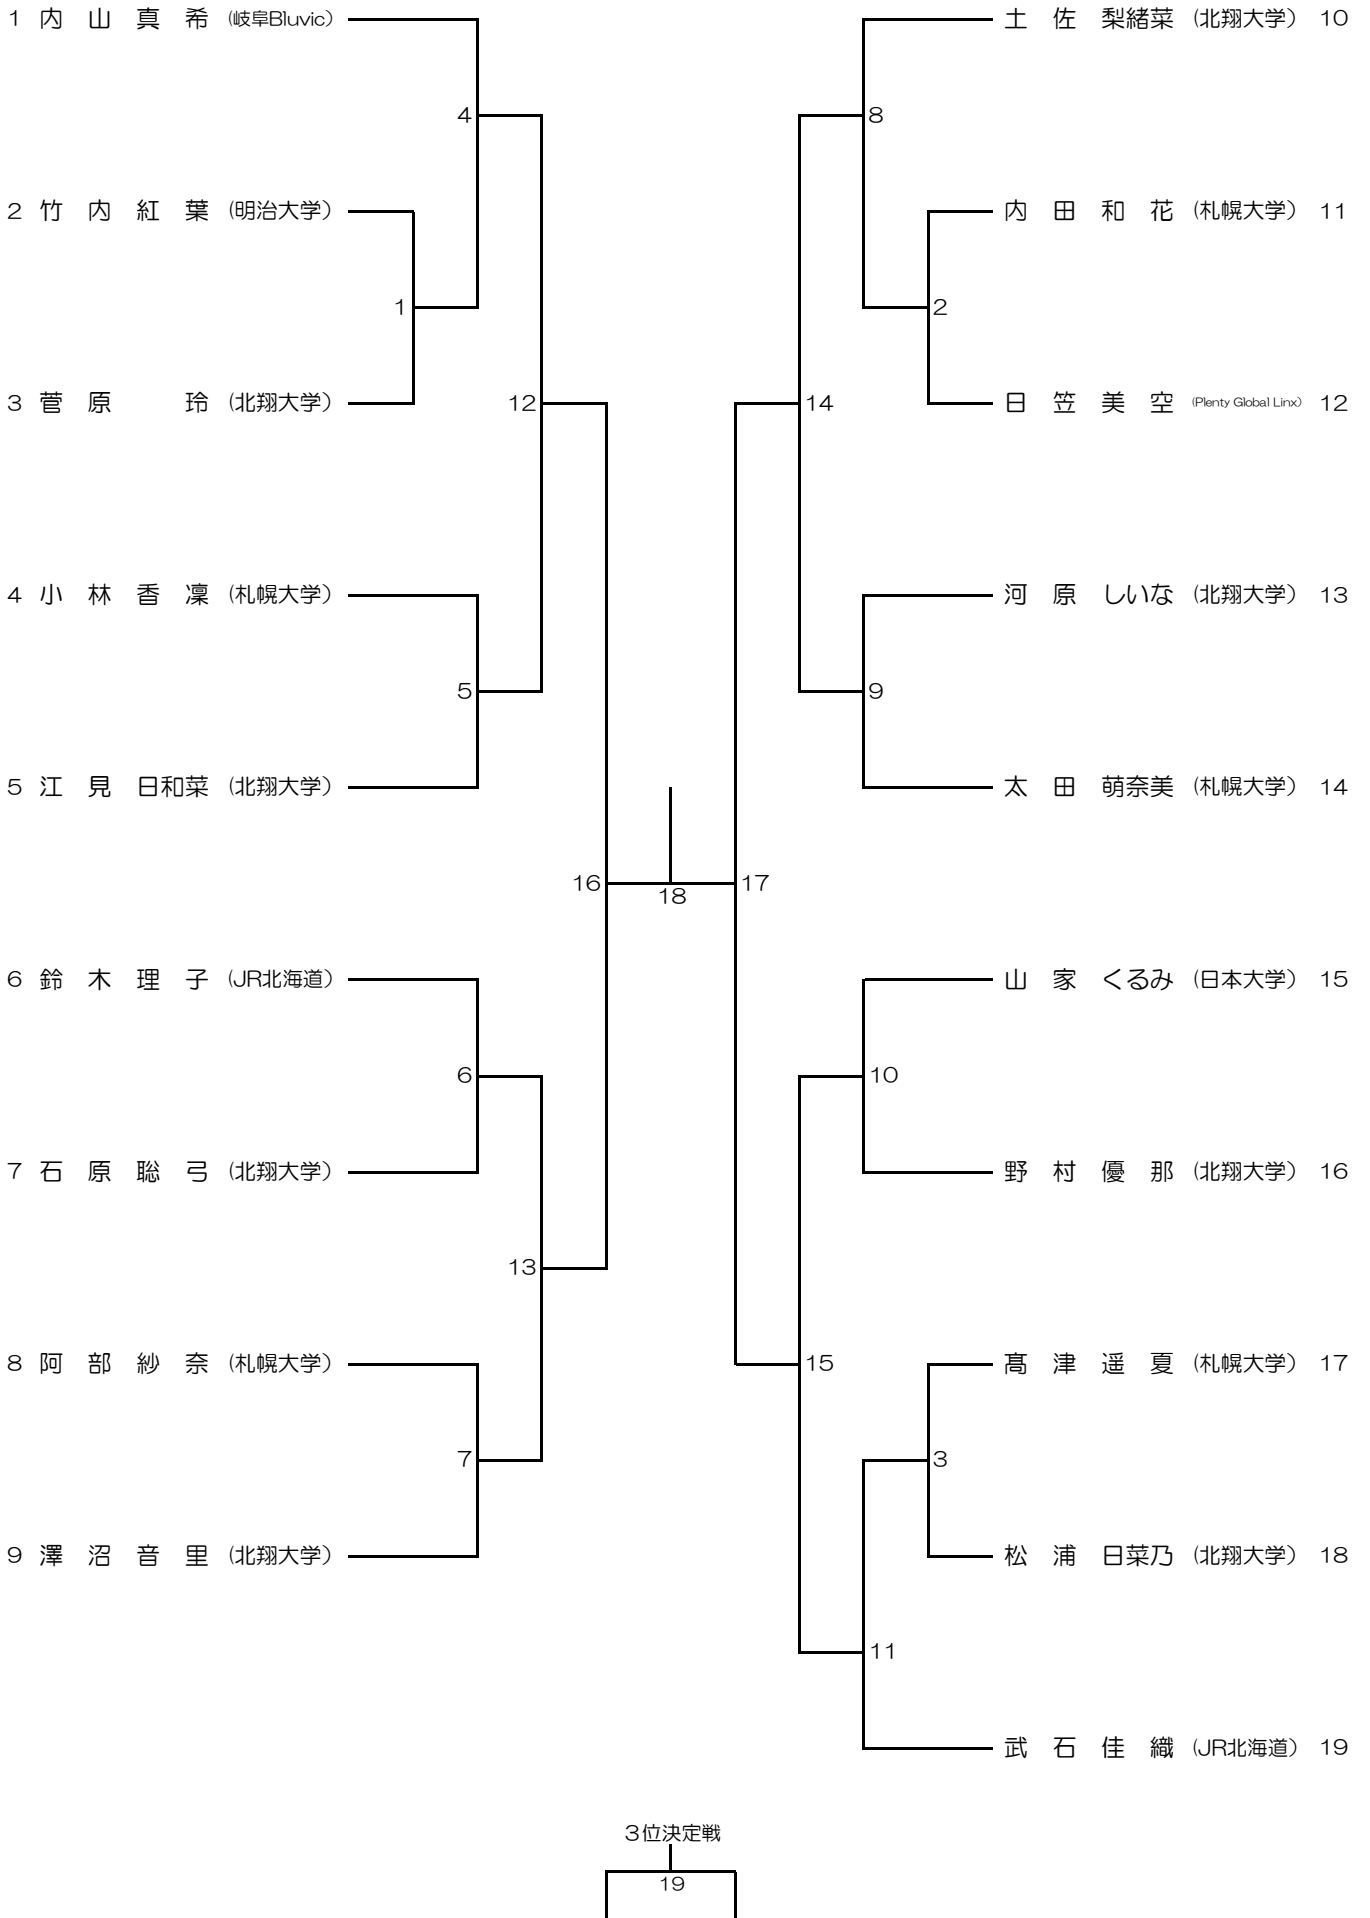 1 内 山 真 希 (岐阜Bluvic)
4
2 竹 内 紅 葉 (明治大学)
1
3 菅 原 玲 (北翔大学)
12
4 小 林 香 凜 (札幌大学)
5
5 江 見 日和菜 (北翔大学)
16
6 鈴 木 理 子 (JR北海道)
6
7 石 原 聡 弓 (北翔大学)
13
8 阿 部 紗 奈 (札幌大学)
7
9 澤 沼 音 里 (北翔大学)
18
土 佐 梨緒菜 (北翔大学) 10
8
内 田 和 花 (札幌大学) 11
2
日 笠 美 空 (Plenty Global Linx) 12
14
河 原 しいな (北翔大学) 13
9
太 田 萌奈美 (札幌大学) 14
17
山 家 くるみ (日本大学) 15
10
野 村 優 那 (北翔大学) 16
15
髙 津 遥 夏 (札幌大学) 17
3
松 浦 日菜乃 (北翔大学) 18
11
武 石 佳 織 (JR北海道) 19
3位決定戦
19